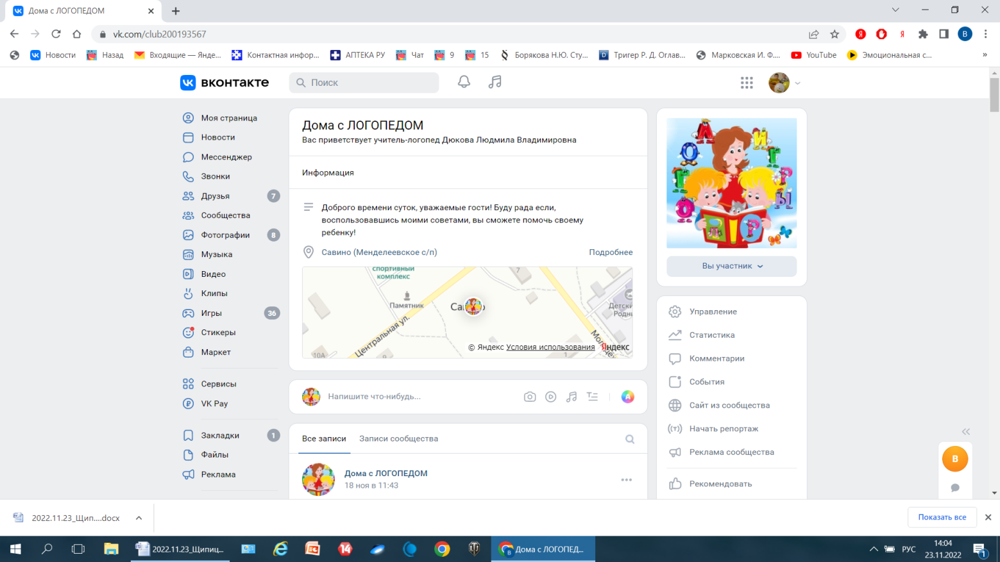 Дома с ЛОГОПЕДОМ
vk.com/club200193567
Новости
Назад
Входящие — Янде...
Контактная инфор...
АПТЕКА РУ
Чат
9
15
Борякова Н.Ю. Сту...
Тригер Р. Д. Оглав...
Марковская И. Ф....
YouTube
Эмоциональная с...
»
вконтакте
Поиск
Моя страница
Новости
Мессенджер
Звонки
Друзья 7
Сообщества
Фотографии 8
Музыка
Видео
Клипы
Игры 36
Стикеры
Маркет
Сервисы
VK Pay
Закладки 1
Файлы
Реклама
Дома с ЛОГОПЕДОМ
Вас приветствует учитель-логопед Дюкова Людмила Владимировна
Информация
Доброго времени суток, уважаемые гости! Буду рада если,
воспользовавшись моими советами, вы сможете помочь своему
ребенку!
Савино (Менделеевское с/п)
Подробнее
спортивный
комплекс
7
Памятник
Детски
Родни
Центральная ул.
10А
9
1
© Яндекс Условия использования Яндекс
Напишите что-нибудь...
Все записи
Записи сообщества
Дома с ЛОГОПЕДОМ
18 ноя в 11:43
Вы участник
Управление
Статистика
Комментарии
События
Сайт из сообщества
Начать репортаж
Реклама сообщества
Рекомендовать
В
2022.11.23_Щип....docx
Показать все
2022.11.23_Щипиц...
14
Дома с ЛОГОПЕД...
РУС
14:04
23.11.2022
1